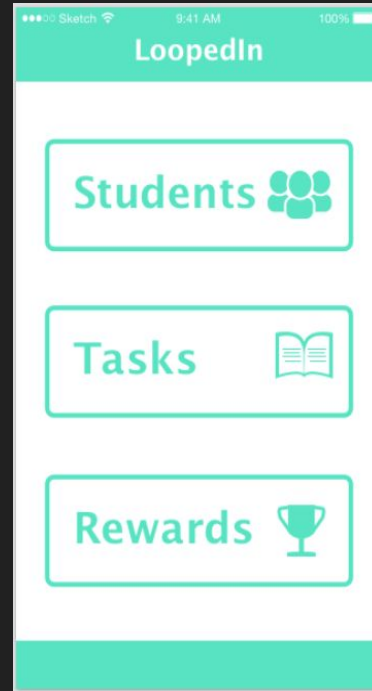 Sketch 9:41 AM 100%
LoopedIn
Students
Tasks
Rewards